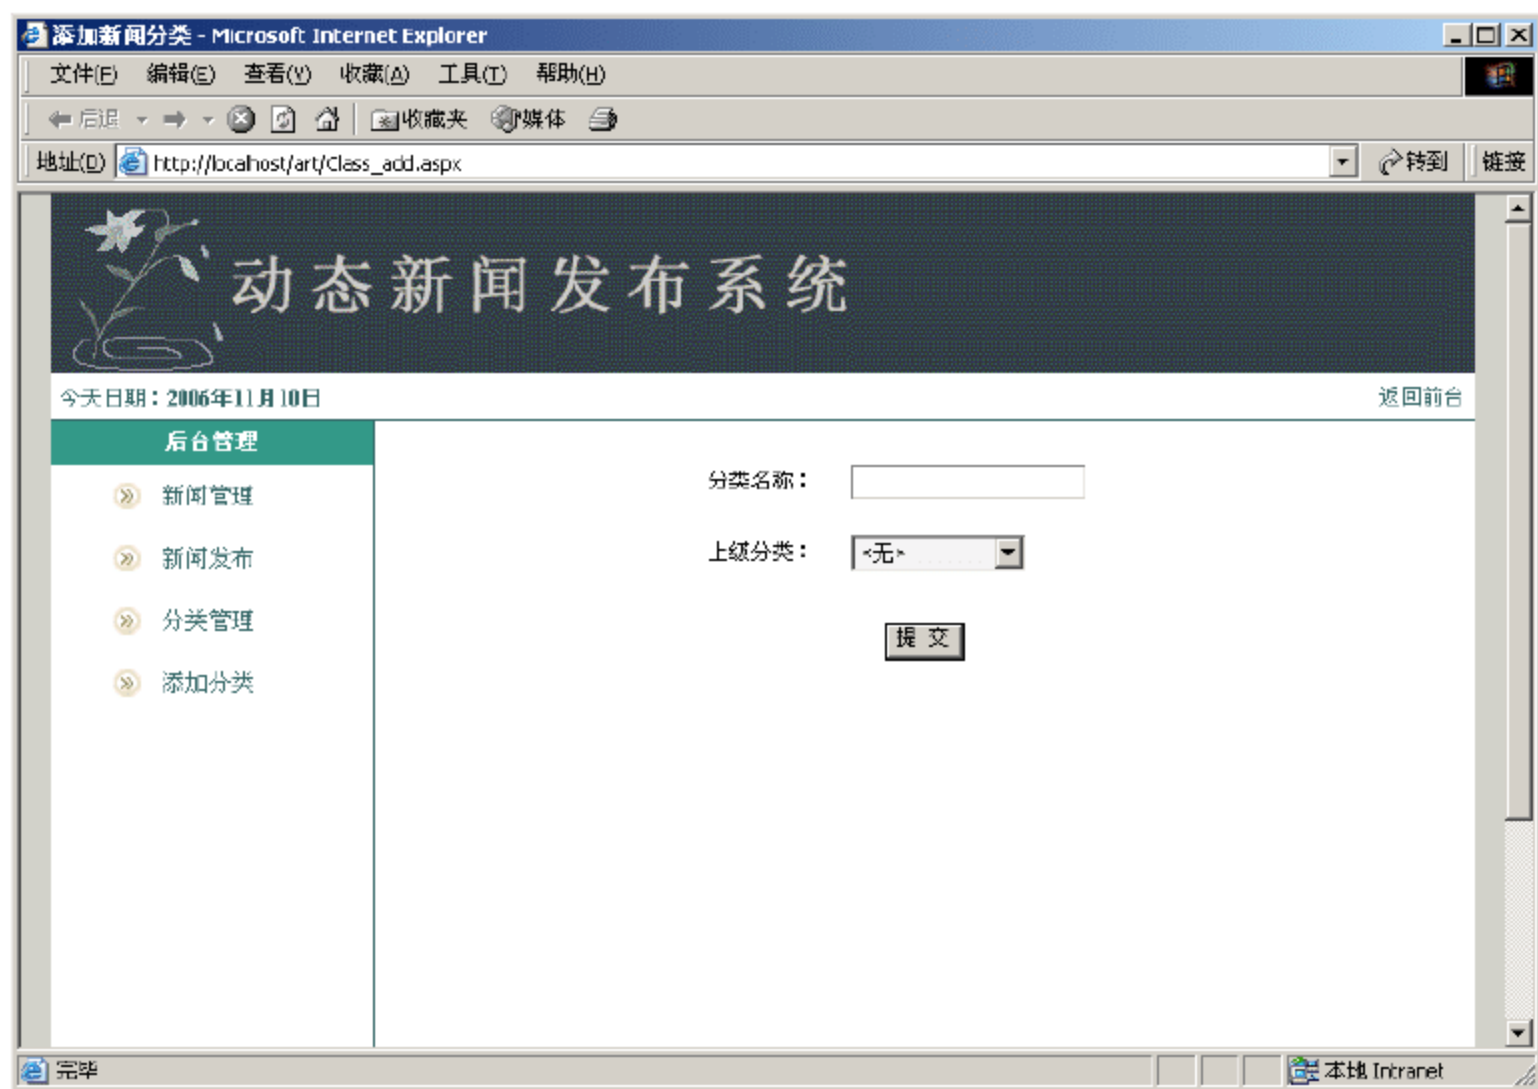 添加新闻分类 - Microsoft Internet Explorer
文件(F) 编辑(E) 查看(V) 收藏(A) 工具(T) 帮助(H)
后退 收藏夹 媒体
地址(D) http://localhost/art/Class_add.aspx 转到 链接
动态新闻发布系统
今天日期：2006年11月10日 返回前台
后台管理
分类名称：
新闻管理
上级分类： <无>
新闻发布
分类管理
提 交
添加分类
完毕 本地 Intranet